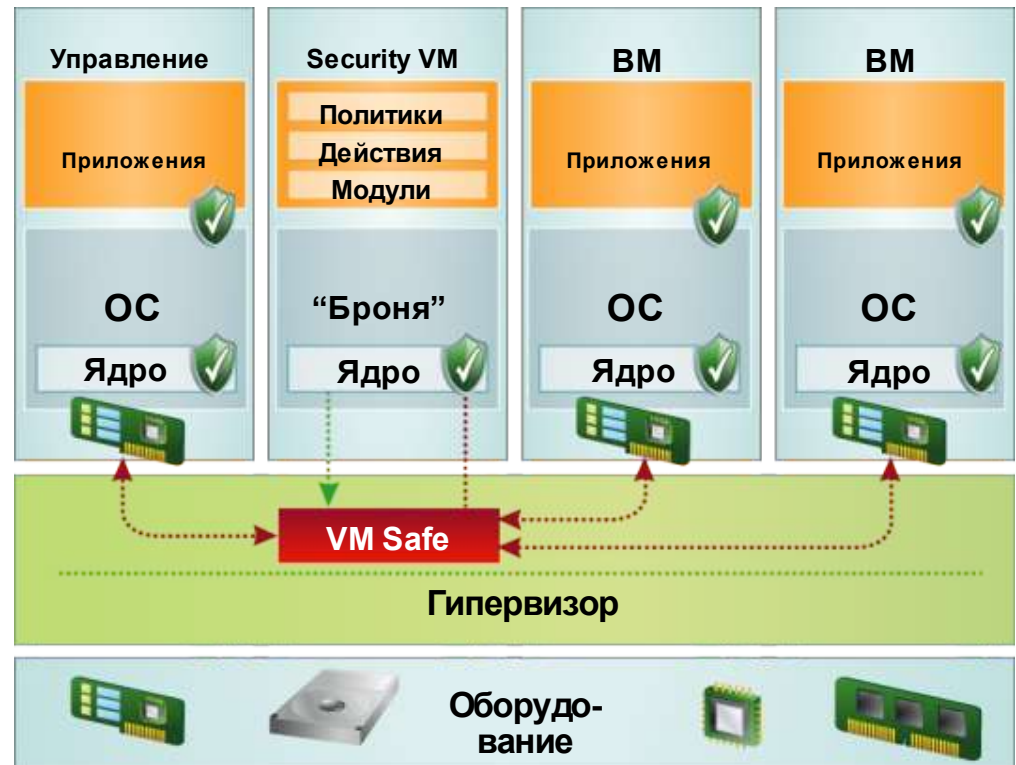 Управление
Security VM
ВМ
ВМ
Приложения
Политики
Действия
Модули
Приложения
Приложения
ОС
“Броня”
ОС
ОС
Ядро
Ядро
Ядро
Ядро
VM Safe
Гипервизор
Оборудо-
вание